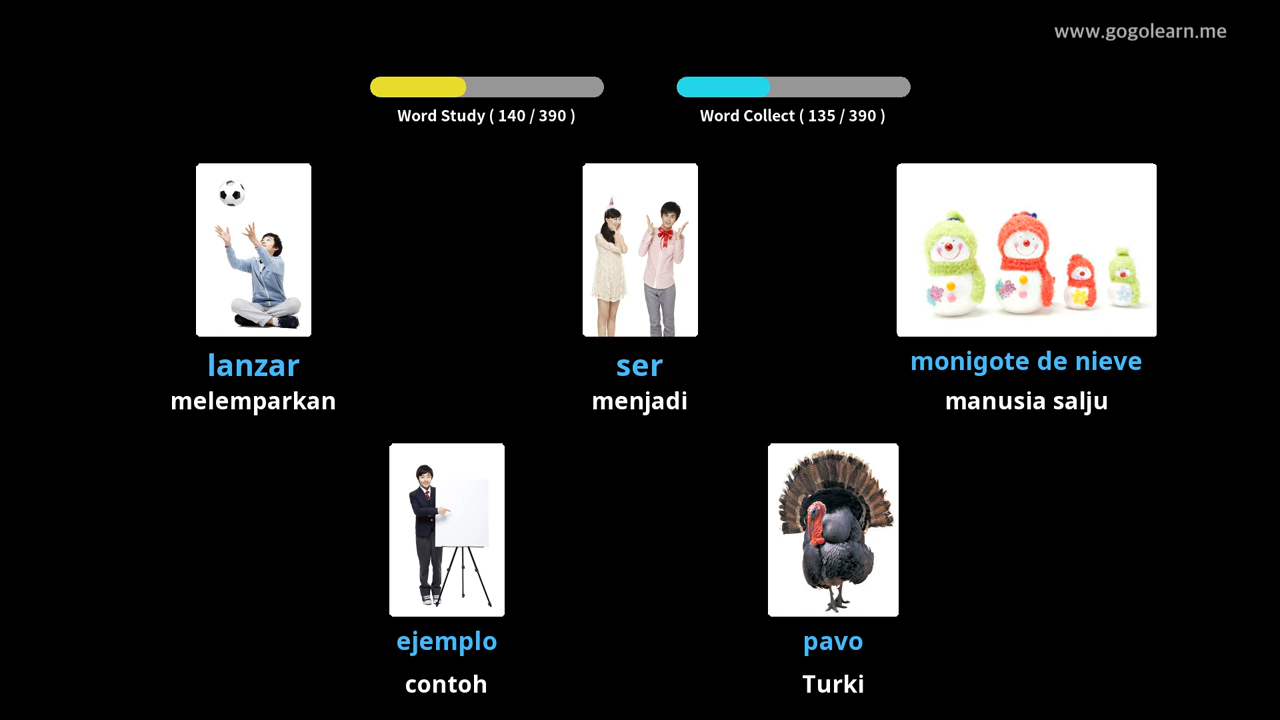 www.gogolearn.me
Word Study ( 140 / 390 )
Word Collect ( 135 / 390 )
lanzar
melemparkan
ser
menjadi
monigote de nieve
manusia salju
ejemplo
contoh
pavo
Turki